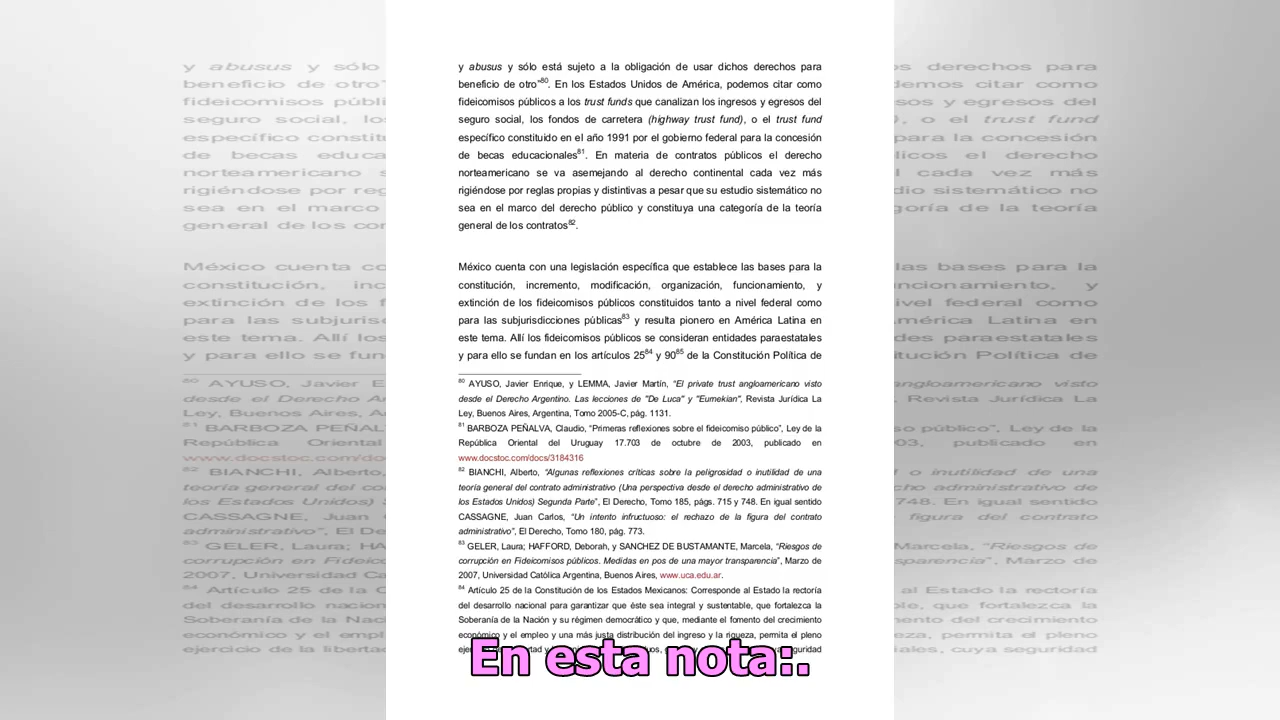 y abusus y sólo está sujeto a la obligación de usar dichos derechos para
beneficio de otro”80. En los Estados Unidos de América, podemos citar como
fideicomisos públicos a los trust funds que canalizan los ingresos y egresos del
seguro social, los fondos de carretera (highway trust fund), o el trust fund
específico constituido en el año 1991 por el gobierno federal para la concesión
de becas educacionales81. En materia de contratos públicos el derecho
norteamericano se va asemejando al derecho continental cada vez más
rigiéndose por reglas propias y distintivas a pesar que su estudio sistemático no
sea en el marco del derecho público y constituya una categoría de la teoría
general de los contratos82.
México cuenta con una legislación específica que establece las bases para la
constitución, incremento, modificación, organización, funcionamiento, y
extinción de los fideicomisos públicos constituidos tanto a nivel federal como
para las subjurisdicciones públicas83 y resulta pionero en América Latina en
este tema. Allí los fideicomisos públicos se consideran entidades paraestatales
y para ello se fundan en los artículos 2584 y 9085 de la Constitución Política de
80 AYUSO, Javier Enrique, y LEMMA, Javier Martín, “El private trust angloamericano visto
desde el Derecho Argentino. Las lecciones de "De Luca" y "Eurnekian", Revista Jurídica La
Ley, Buenos Aires, Argentina, Tomo 2005-C, pág. 1131.
81 BARBOZA PEÑALVA, Claudio, “Primeras reflexiones sobre el fideicomiso público”, Ley de la
República Oriental del Uruguay 17.703 de octubre de 2003, publicado en
www.docstoc.com/docs/3184316
82 BIANCHI, Alberto, “Algunas reflexiones críticas sobre la peligrosidad o inutilidad de una
teoría general del contrato administrativo (Una perspectiva desde el derecho administrativo de
los Estados Unidos) Segunda Parte”, El Derecho, Tomo 185, págs. 715 y 748. En igual sentido
CASSAGNE, Juan Carlos, “Un intento infructuoso: el rechazo de la figura del contrato
administrativo”, El Derecho, Tomo 180, pág. 773.
83 GELER, Laura; HAFFORD, Deborah, y SANCHEZ DE BUSTAMANTE, Marcela, “Riesgos de
corrupción en Fideicomisos públicos. Medidas en pos de una mayor transparencia”, Marzo de
2007, Universidad Católica Argentina, Buenos Aires, www.uca.edu.ar.
84 Artículo 25 de la Constitución de los Estados Mexicanos: Corresponde al Estado la rectoría
del desarrollo nacional para garantizar que éste sea integral y sustentable, que fortalezca la
Soberanía de la Nación y su régimen democrático y que, mediante el fomento del crecimiento
económico y el empleo y una más justa distribución del ingreso y la riqueza, permita el pleno
En esta nota:.